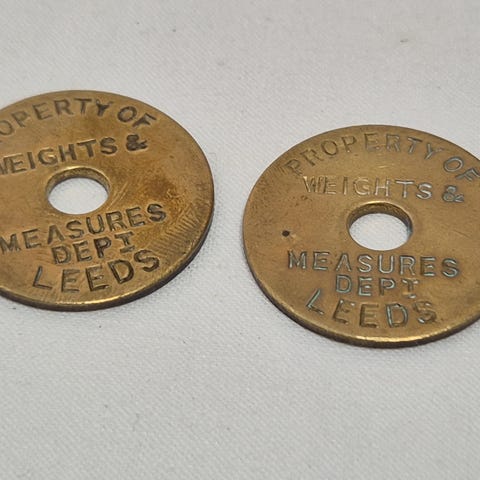 PROPERTY OF
WEIGHTS &
MEASURES
DEPT
LEEDS
PROPERTY OF
WEIGHTS &
MEASURES
DEPT
LEEDS